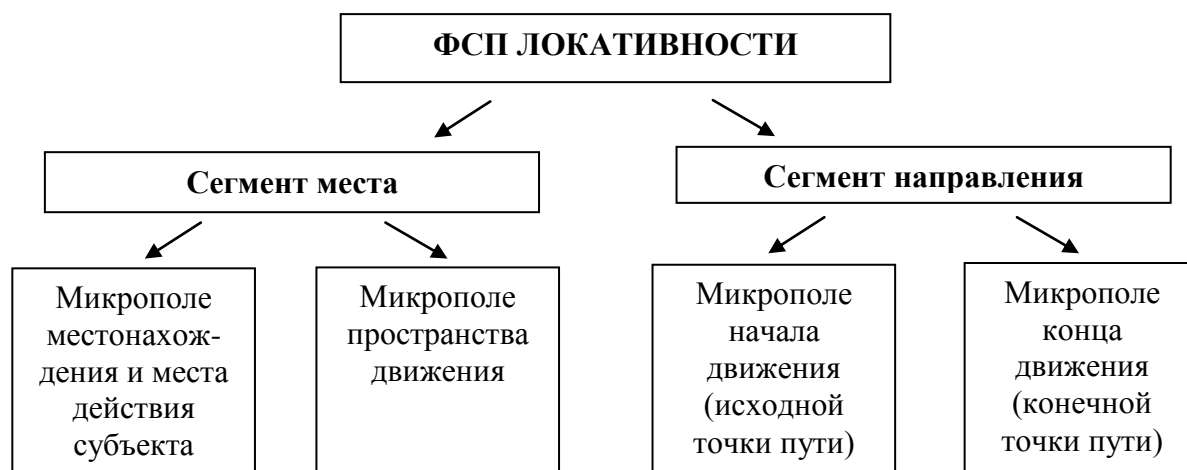 ФСП ЛОКАТИВНОСТИ
Сегмент места
Сегмент направления
Микрополе
местонахож-
дения и места
действия
субъекта
Микрополе
пространства
движения
Микрополе
начала
движения
(исходной
точки пути)
Микрополе
конца
движения
(конечной
точки пути)